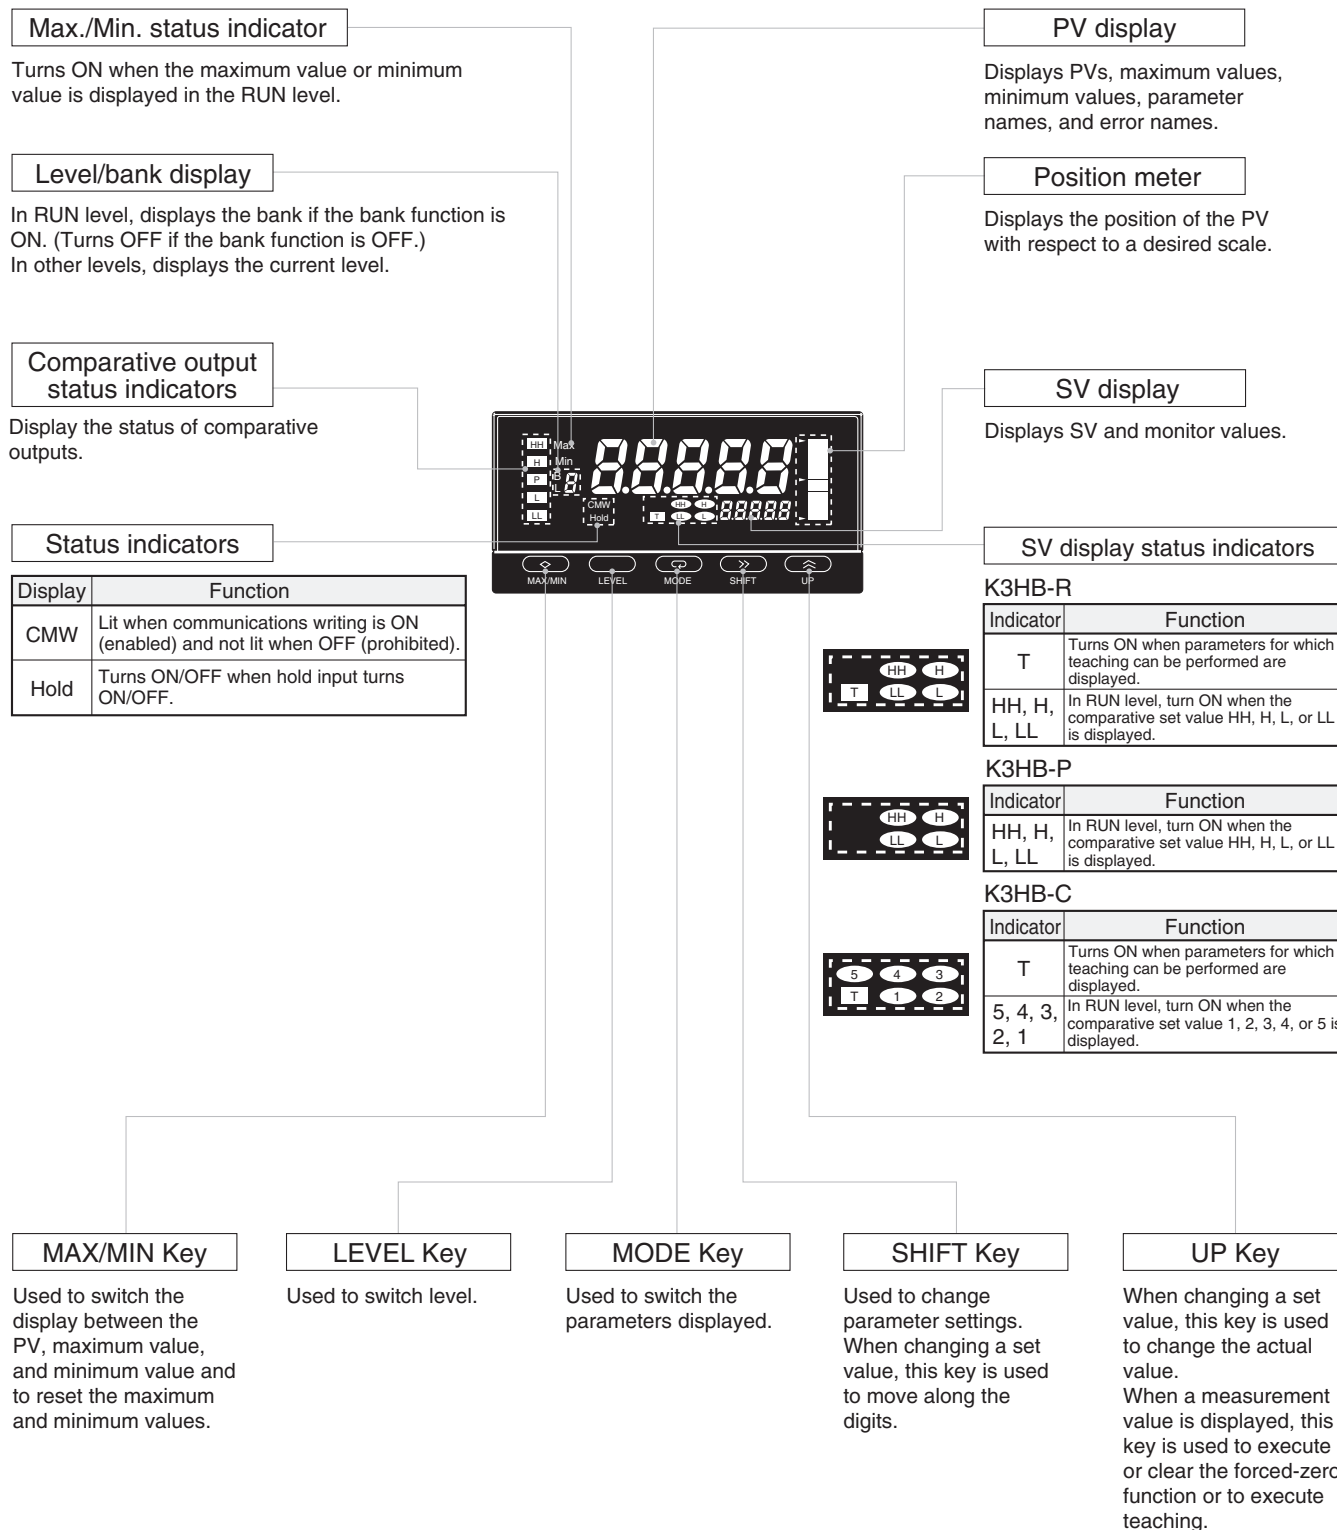 Max./Min. status indicator
Turns ON when the maximum value or minimum
value is displayed in the RUN level.
Level/bank display
In RUN level, displays the bank if the bank function is
ON. (Turns OFF if the bank function is OFF.)
In other levels, displays the current level.
Comparative output
status indicators
Display the status of comparative
outputs.
Status indicators
Display Function
CMW Lit when communications writing is ON
(enabled) and not lit when OFF (prohibited).
Hold Turns ON/OFF when hold input turns
ON/OFF.
PV display
Displays PVs, maximum values,
minimum values, parameter
names, and error names.
Position meter
Displays the position of the PV
with respect to a desired scale.
SV display
Displays SV and monitor values.
HH Max
H Min
P B
L L 8
LL
88888
CMW
Hold
HH H
T LL L
88888
MAX/MIN LEVEL MODE SHIFT UP
SV display status indicators
K3HB-R
HH H
T LL L
Indicator Function
T Turns ON when parameters for which
teaching can be performed are
displayed.
HH, H, In RUN level, turn ON when the
L, LL comparative set value HH, H, L, or LL
is displayed.
K3HB-P
HH H
LL L
Indicator Function
HH, H, In RUN level, turn ON when the
L, LL comparative set value HH, H, L, or LL
is displayed.
K3HB-C
5 4 3
T 1 2
Indicator Function
T Turns ON when parameters for which
teaching can be performed are
displayed.
5, 4, 3, In RUN level, turn ON when the
2, 1 comparative set value 1, 2, 3, 4, or 5 is
displayed.
MAX/MIN Key
Used to switch the
display between the
PV, maximum value,
and minimum value and
to reset the maximum
and minimum values.
LEVEL Key
Used to switch level.
MODE Key
Used to switch the
parameters displayed.
SHIFT Key
Used to change
parameter settings.
When changing a set
value, this key is used
to move along the
digits.
UP Key
When changing a set
value, this key is used
to change the actual
value.
When a measurement
value is displayed, this
key is used to execute
or clear the forced-zero
function or to execute
teaching.